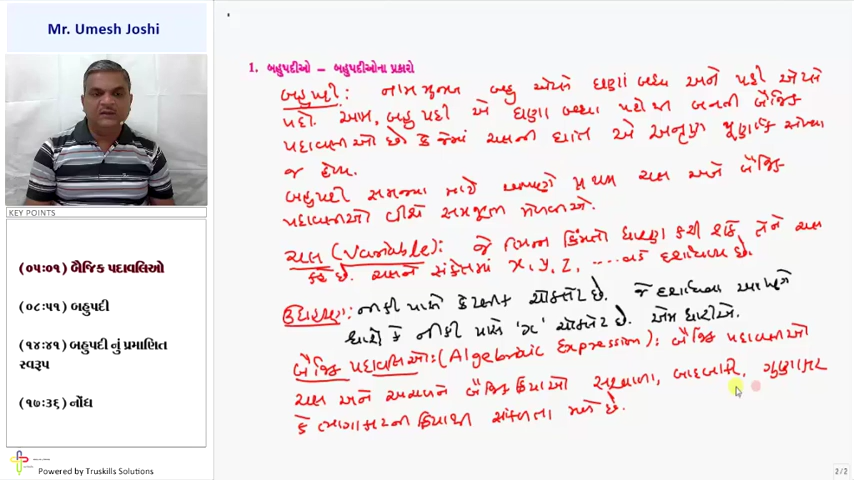 Mr. Umesh Joshi
1. બહુપદીઓ – બહુપદીઓના પ્રકારો
બહુપદી : નામ મુજબ બહુ એટલે ઘણાં બધા અને પદી એટલે
પદો. આમ, બહુપદી એ ઘણા બધા પદોથી બનતી બૈજિક
પદાવલીઓ છે કે જેમાં ચલની ઘાત એ અનૃણ પૂર્ણાંક સંખ્યા
જ હોય.
બહુપદી સમજવા માટે આપણે પ્રથમ ચલ અને બૈજિક
પદાવલીઓ વિશે સમજૂતી મેળવીએ.
ચલ (Variable) : જે ભિન્ન કિંમતો ધારણ કરી શકે તેને ચલ
કહે છે. ચલને સંકેતમાં x, y, z, ..... વડે દર્શાવાય છે.
ઉદાહરણ : પાસે કેટલીક ચોકલેટ છે. જે દર્શાવવા આપણે
ધારો કે પાસે 'x' ચોકલેટ છે. એમ ધારીએ.
બૈજિક પદાવલિઓ : (Algebraic Expression) : બૈજિક પદાવલીઓ
ચલ અને અચળને બૈજિક ક્રિયાઓ સરવાળા, બાદબાકી, ગુણાકાર
કે ભાગાકારની ક્રિયાથી સાંકળતા મળે છે.
KEY POINTS
(૦૫:૦૧) બૈજિક પદાવલિઓ
(૦૮:૫૧) બહુપદી
(૧૪:૪૧) બહુપદી નું પ્રમાણિત
સ્વરૂપ
(૧૭:૩૬) નોંધ
Powered by Truskills Solutions
2/2